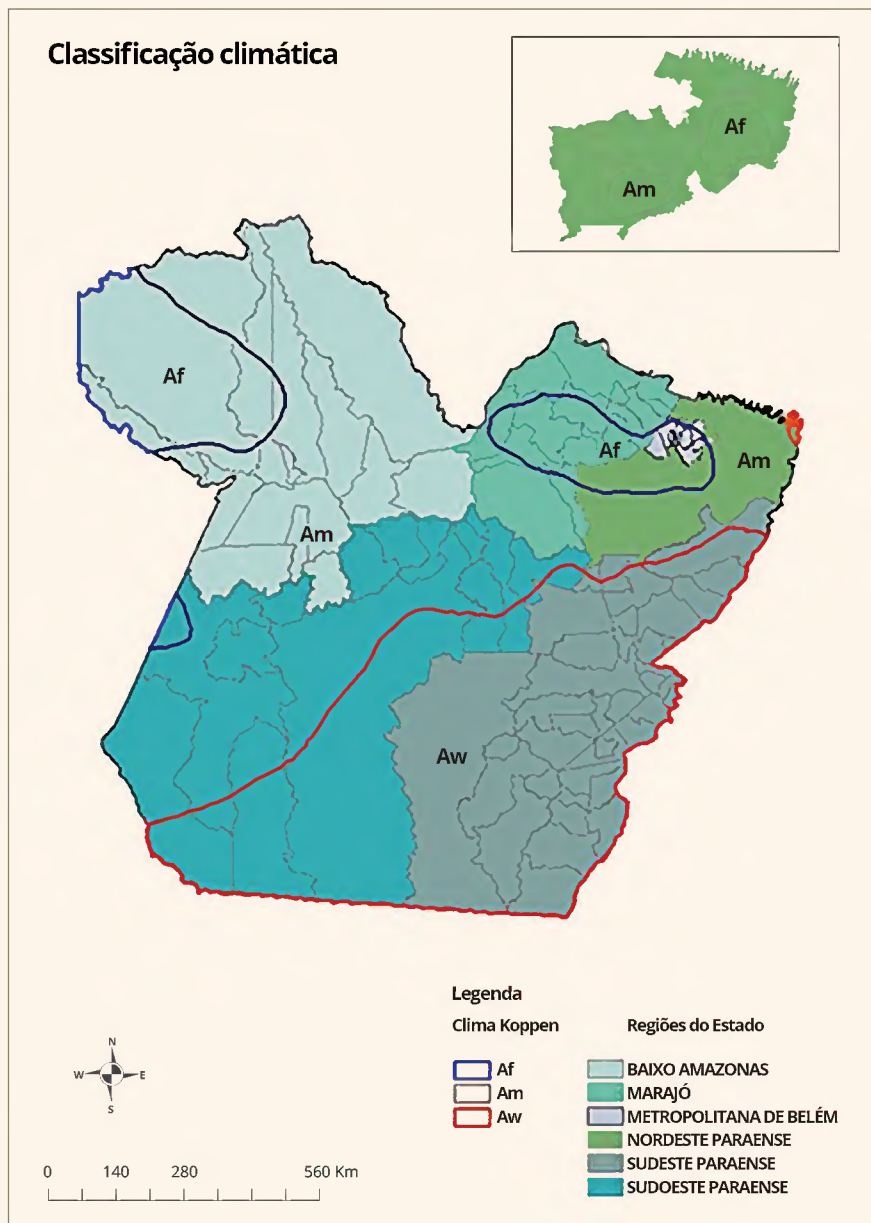 Classificação climática
Af
Am
Af
Af
Am
Am
Aw
Legenda
Clima Koppen
Regiões do Estado
Af
Am
Aw
BAIXO AMAZONAS
MARAJÓ
METROPOLITANA DE BELÉM
NORDESTE PARAENSE
SUDESTE PARAENSE
SUDOESTE PARAENSE
N
W
E
S
0 140 280 560 Km